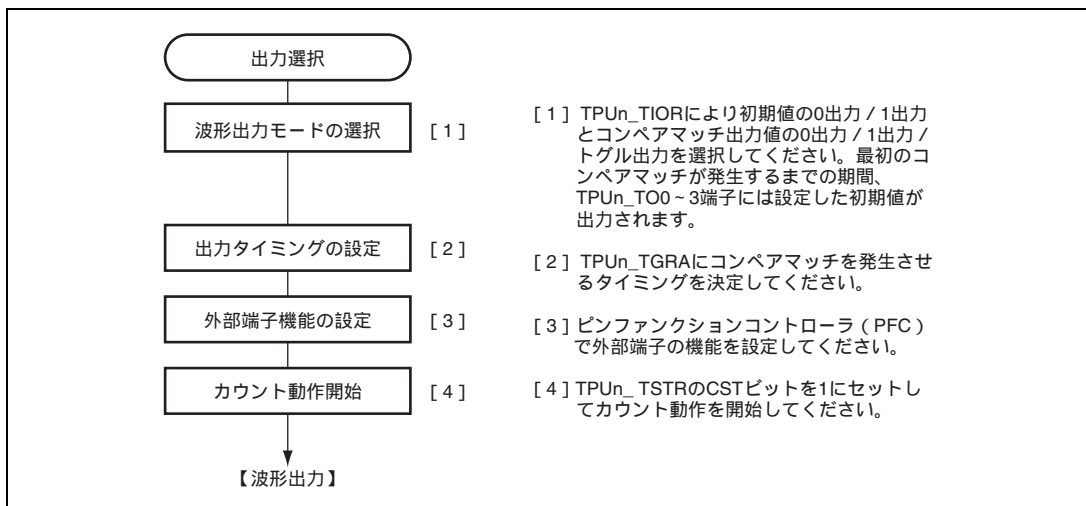 出力選択
波形出力モードの選択
[ 1 ]
出力タイミングの設定
[ 2 ]
外部端子機能の設定
[ 3 ]
カウント動作開始
[ 4 ]
【波形出力】
[ 1 ] TPUn_TIORにより初期値の0出力 / 1出力
とコンペアマッチ出力値の0出力 / 1出力 /
トグル出力を選択してください。最初のコ
ンペアマッチが発生するまでの期間、
TPUn_TO0~3端子には設定した初期値が
出力されます。
[ 2 ] TPUn_TGRAにコンペアマッチを発生させ
るタイミングを決定してください。
[ 3 ] ピンファンクションコントローラ ( PFC )
で外部端子の機能を設定してください。
[ 4 ] TPUn_ TSTRのCSTビットを1にセットし
てカウント動作を開始してください。